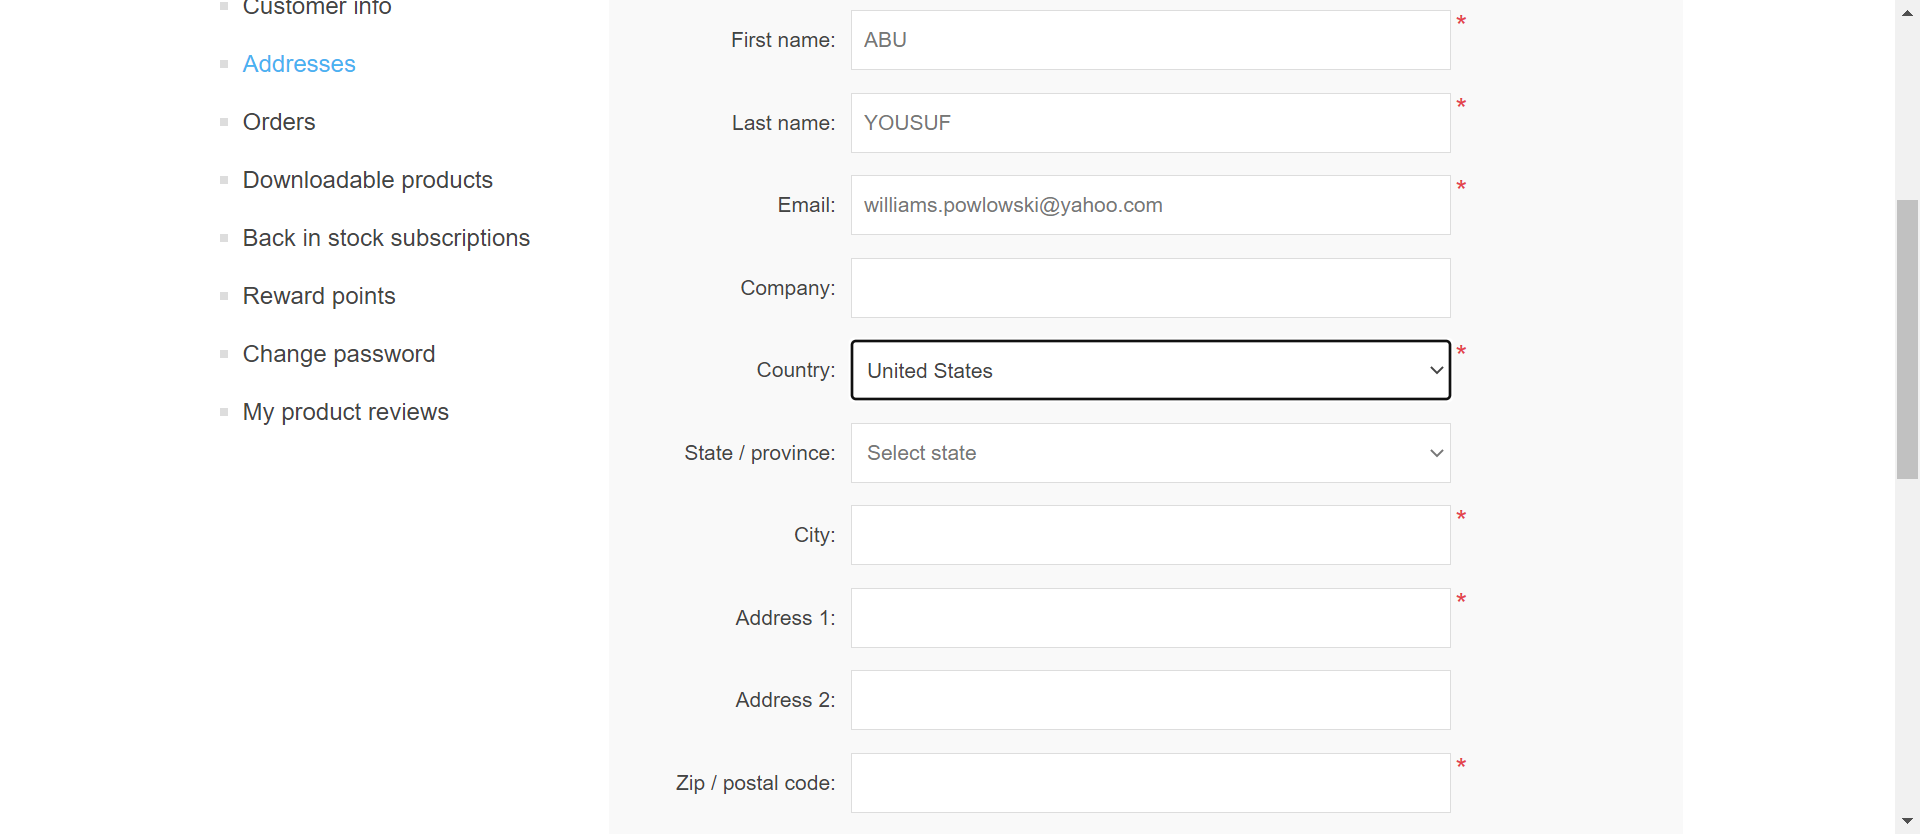 Customer info
Addresses
Orders
Downloadable products
Back in stock subscriptions
Reward points
Change password
My product reviews
First name: ABU *
Last name: YOUSUF *
Email: williams.powlowski@yahoo.com *
Company:
Country: United States *
State / province: Select state
City: *
Address 1: *
Address 2:
Zip / postal code: *